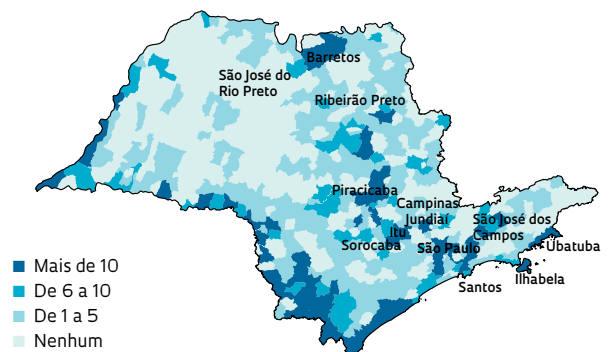 Barretos
São José do
Rio Preto
Ribeirão Preto
Piracicaba
Campinas
Jundiaí
Itu
São José dos
Campos
Sorocaba
São Paulo
Ubatuba
Ilhabela
Santos
Mais de 10
De 6 a 10
De 1 a 5
Nenhum